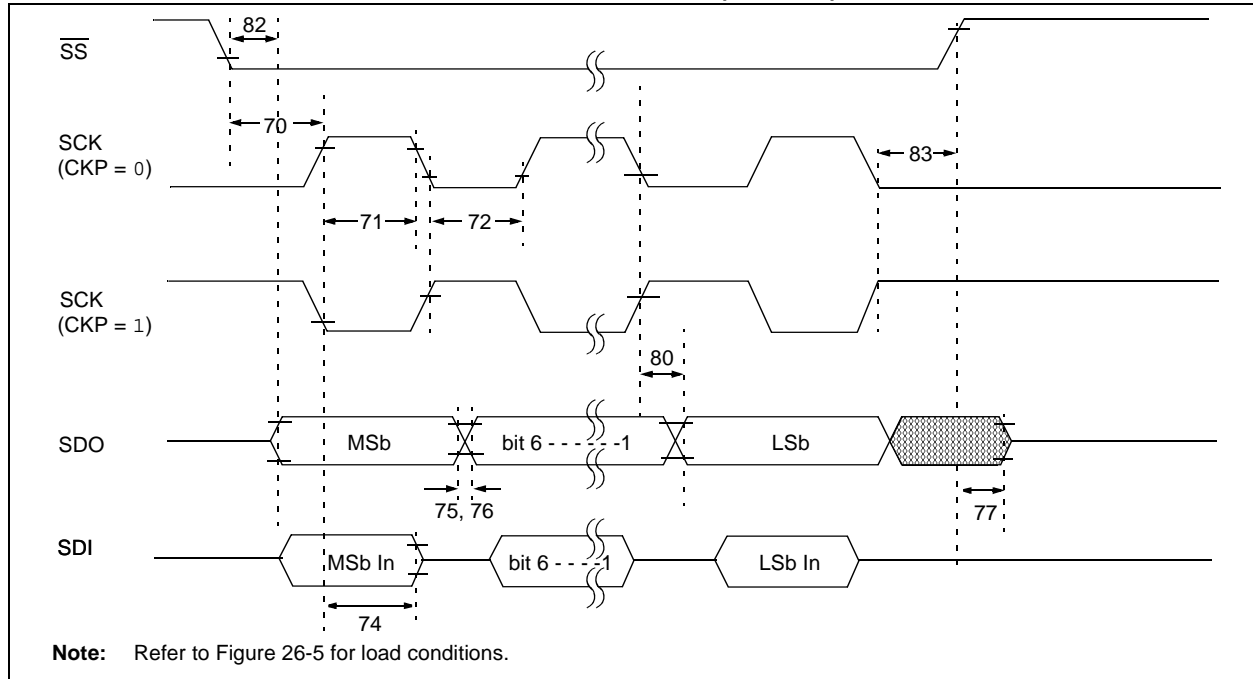 82
SS
70
SCK
(CKP = 0)
83
71
72
SCK
(CKP = 1)
80
SDO
MSb
bit 6 - - - - - -1
LSb
75, 76
77
SDI
MSb In
bit 6 - - - -1
LSb In
74
Note: Refer to Figure 26-5 for load conditions.